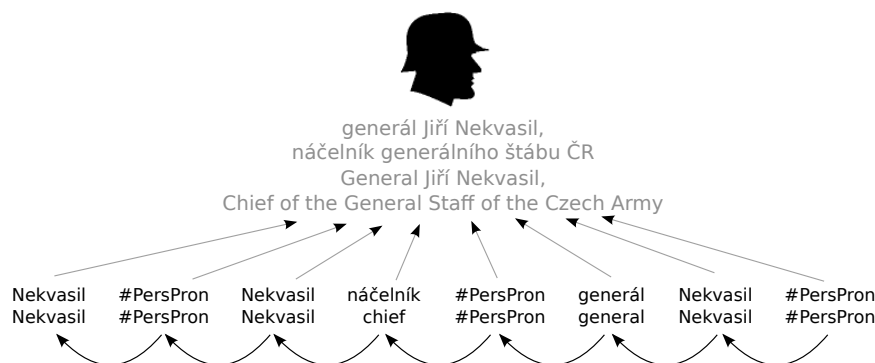 generál Jiří Nekvasil,
náčelník generálního štábu ČR
General Jiří Nekvasil,
Chief of the General Staff of the Czech Army
Nekvasil #PersPron Nekvasil náčelník #PersPron generál Nekvasil #PersPron
Nekvasil #PersPron Nekvasil chief #PersPron general Nekvasil #PersPron